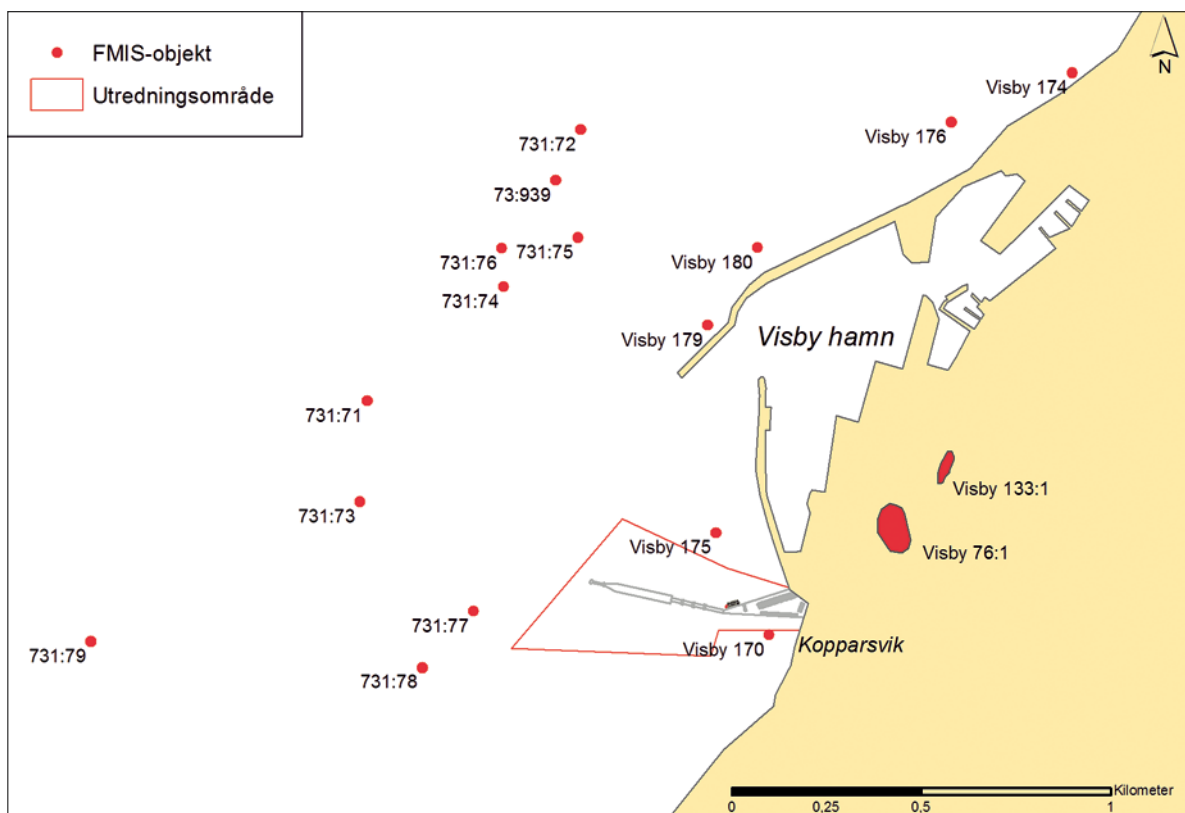 FMIS-objekt
Utredningsområde
N
Visby 174
Visby 176
731:72
73:939
731:75
731:76
Visby 180
731:74
Visby 179
Visby hamn
731:71
Visby 133:1
731:73
Visby 175
Visby 76:1
731:77
Visby 170
Kopparsvik
731:79
731:78
Kilometer
0 0,25 0,5 1